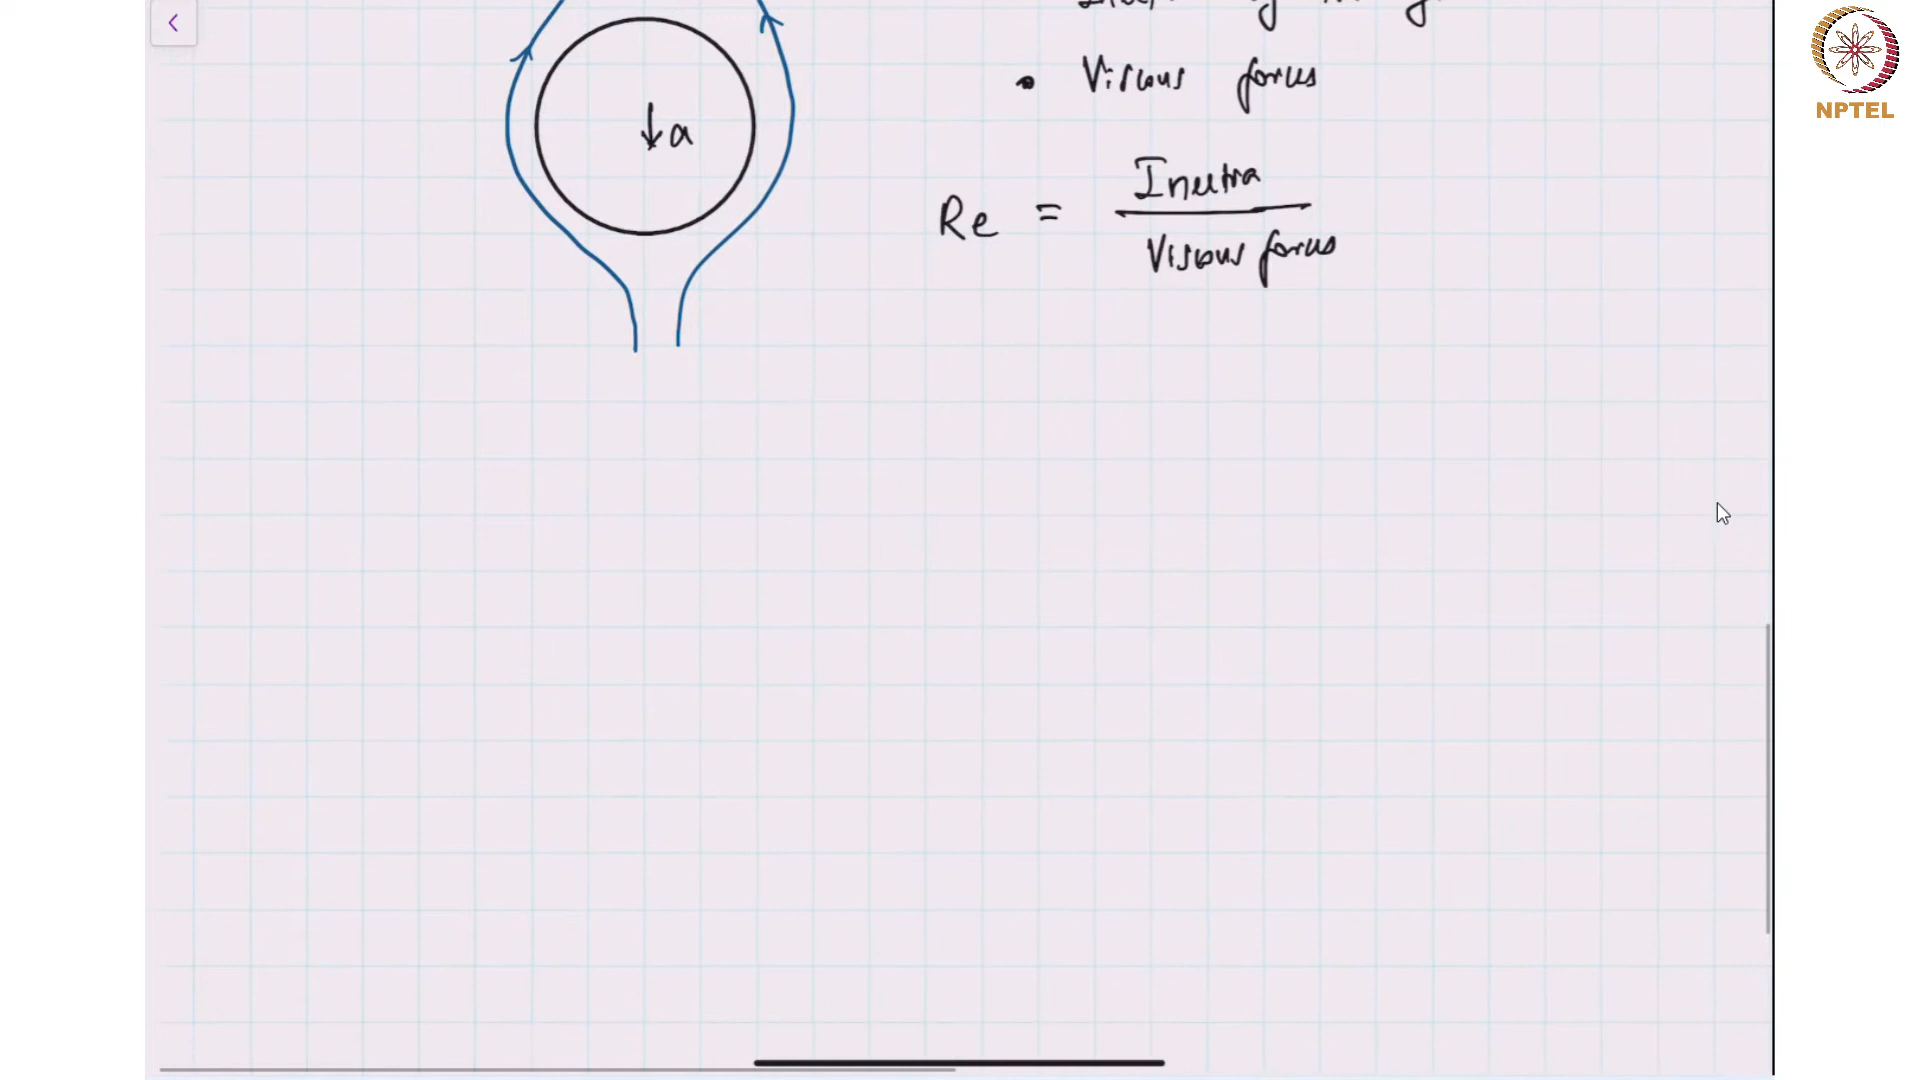 • Viscous forces
Re = Inertia
Viscous forces
↓ a
NPTEL